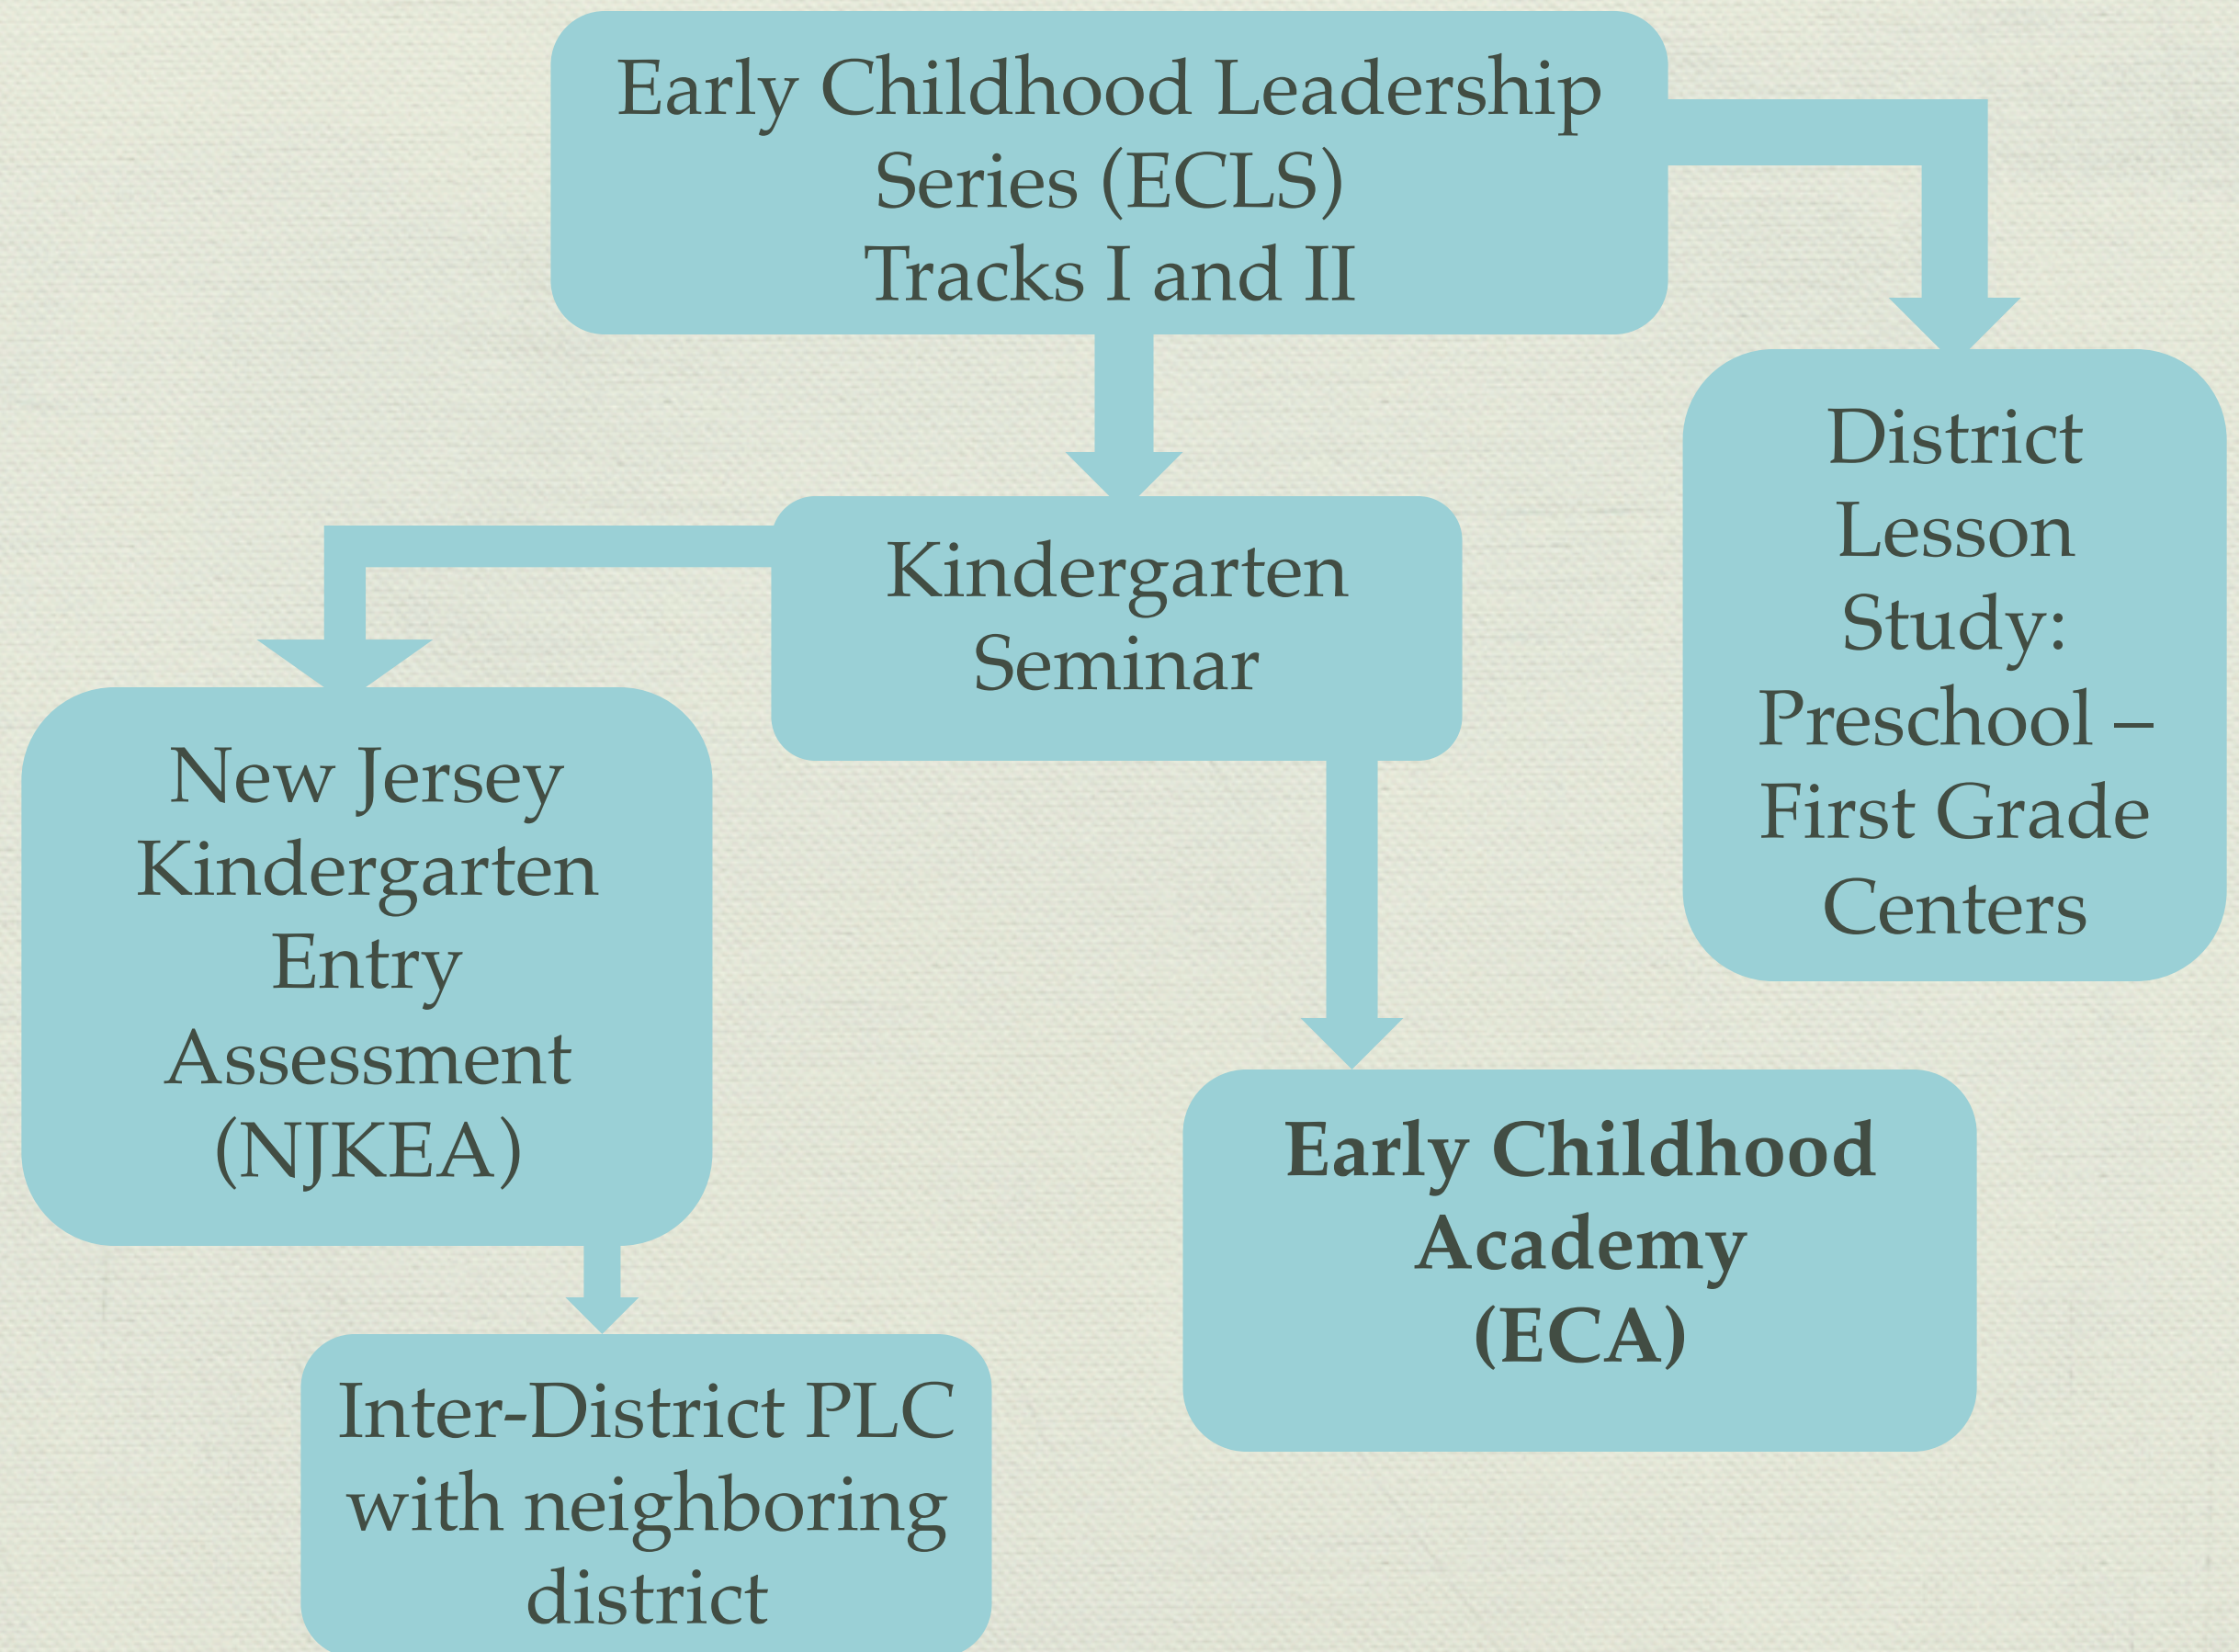 Early Childhood Leadership
Series (ECLS)
Tracks I and II
District
Lesson
Study:
Preschool –
First Grade
Centers
Kindergarten
Seminar
New Jersey
Kindergarten
Entry
Assessment
(NJKEA)
Early Childhood
Academy
(ECA)
Inter-District PLC
with neighboring
district